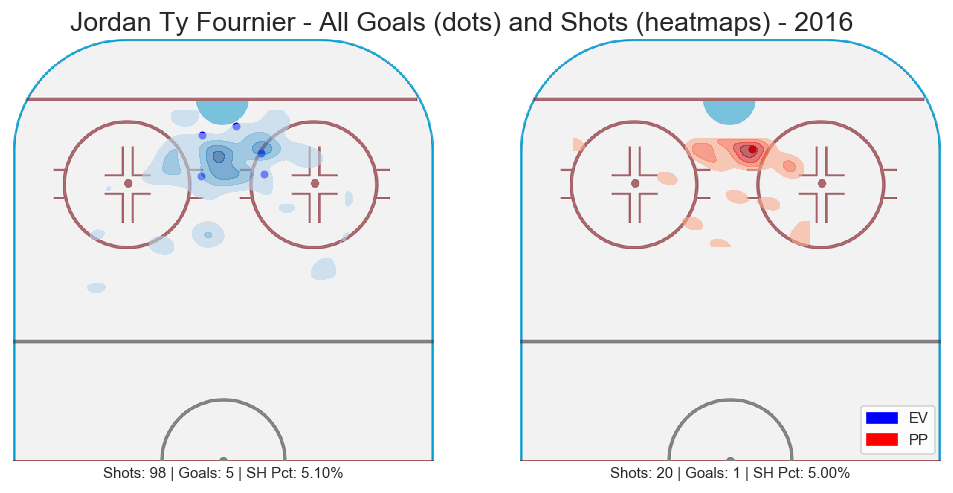 Jordan Ty Fournier - All Goals (dots) and Shots (heatmaps) - 2016
EV
PP
Shots: 98 | Goals: 5 | SH Pct: 5.10%
Shots: 20 | Goals: 1 | SH Pct: 5.00%